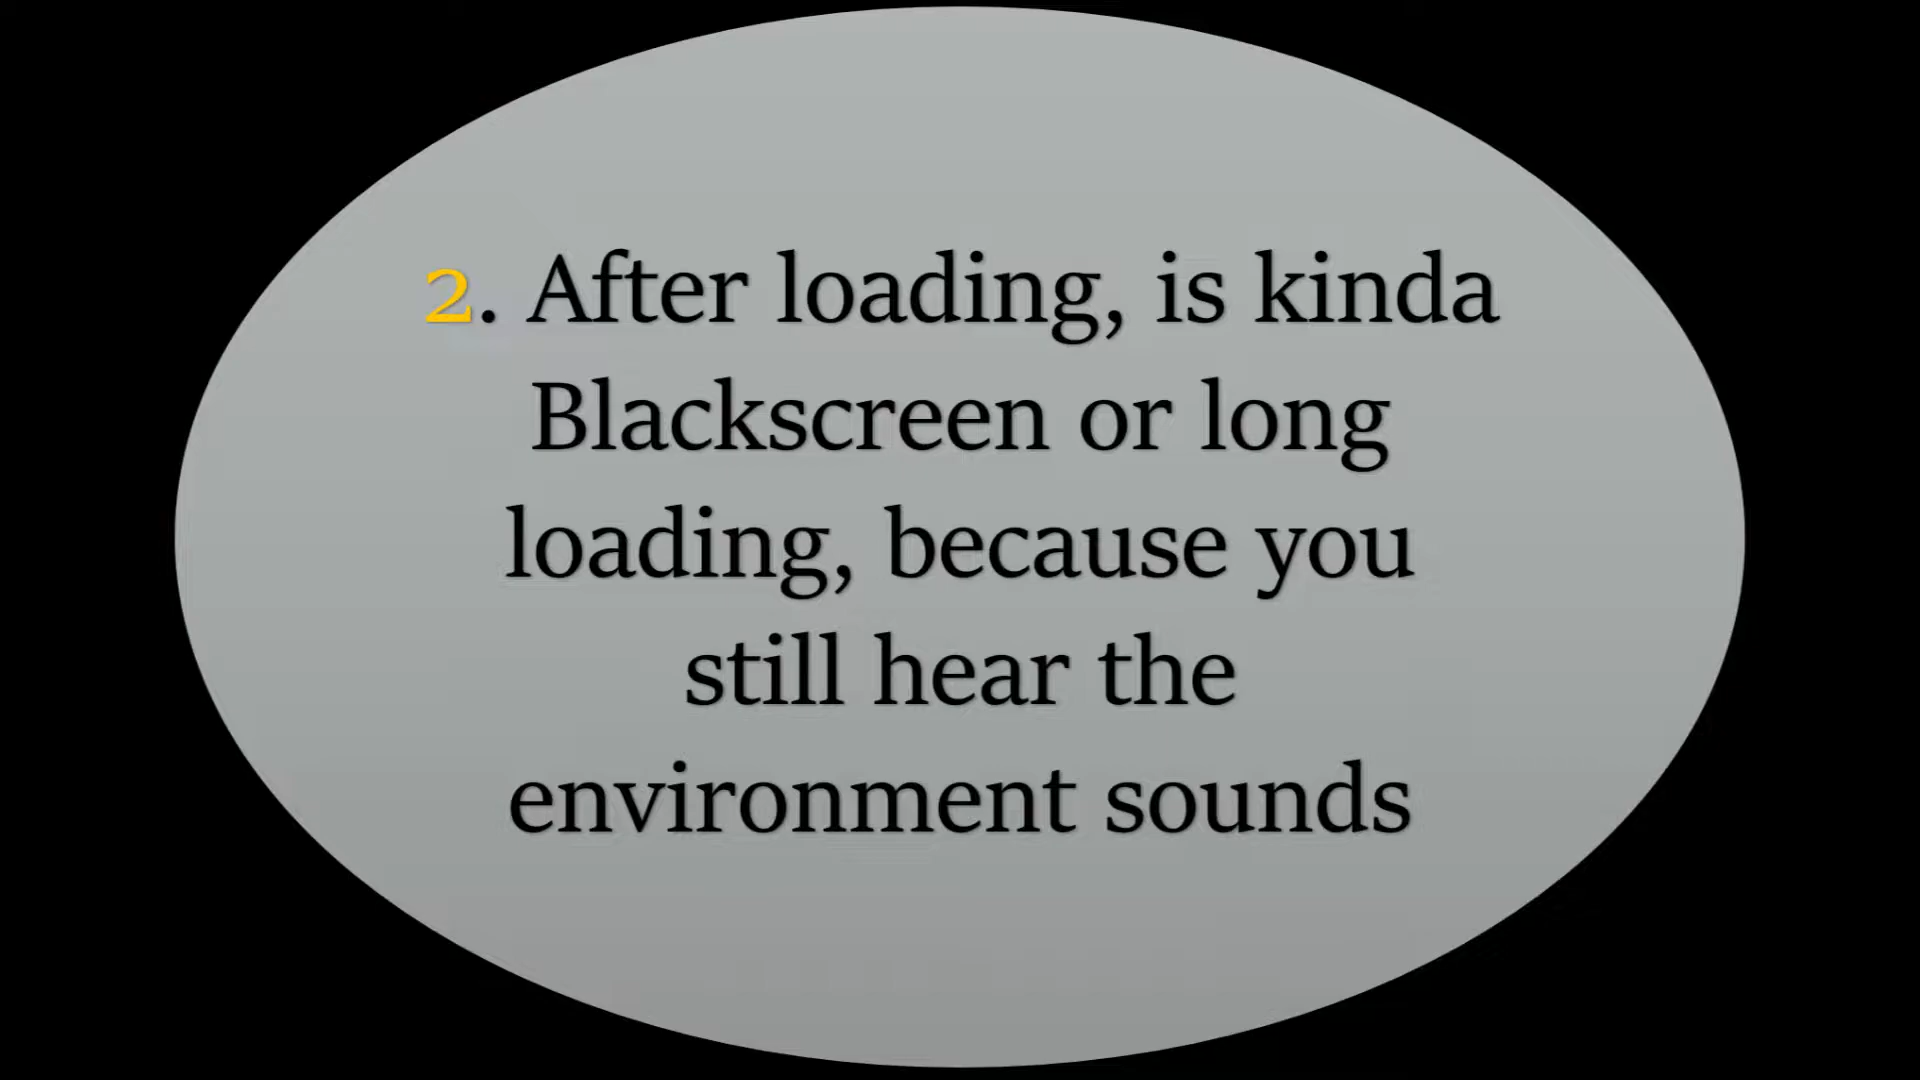 2. After loading, is kinda
Blackscreen or long
loading, because you
still hear the
environment sounds